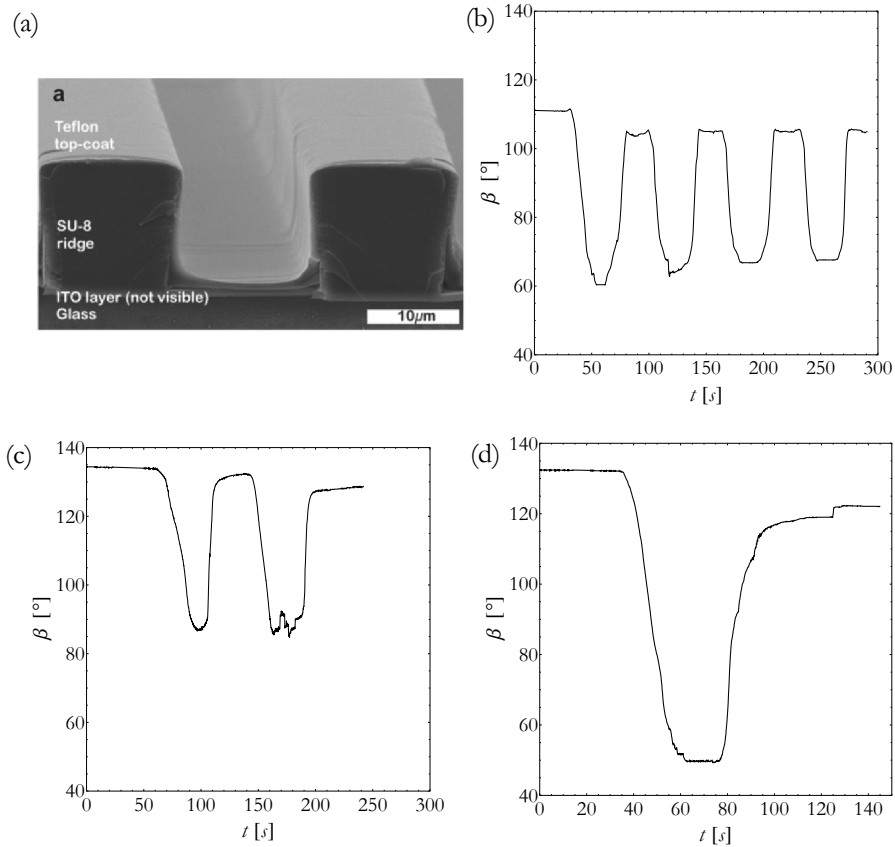 (a)
a
Teflon
top-coat
SU-8
ridge
ITO layer (not visible)
Glass
10μm
(b)
140
120
100
80
60
40
β [°]
0 50 100 150 200 250 300
t [s]
(c)
140
120
100
80
60
40
β [°]
0 50 100 150 200 250 300
t [s]
(d)
140
120
100
80
60
40
β [°]
0 20 40 60 80 100 120 140
t [s]